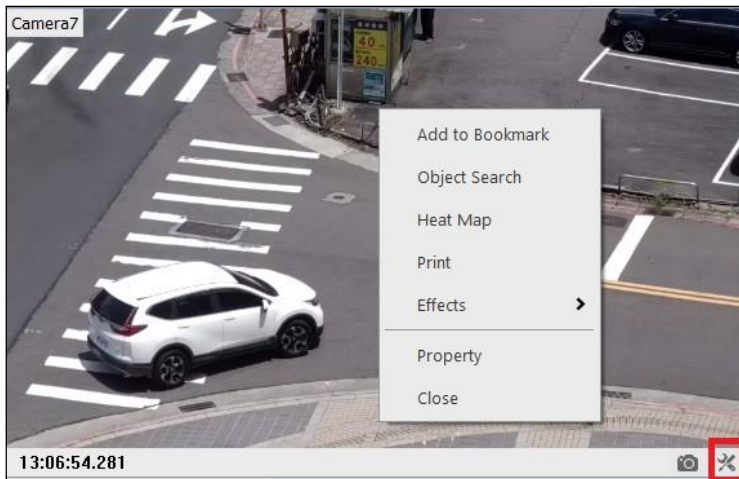 Camera7
40
240
Add to Bookmark
Object Search
Heat Map
Print
Effects
Property
Close
13:06:54.281